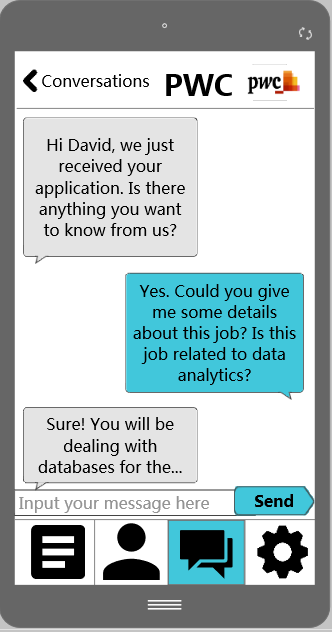 Conversations PWC pwc
Hi David, we just
received your
application. Is there
anything you want
to know from us?
Yes. Could you give
me some details
about this job? Is this
job related to data
analytics?
Sure! You will be
dealing with
databases for the...
Input your message here Send